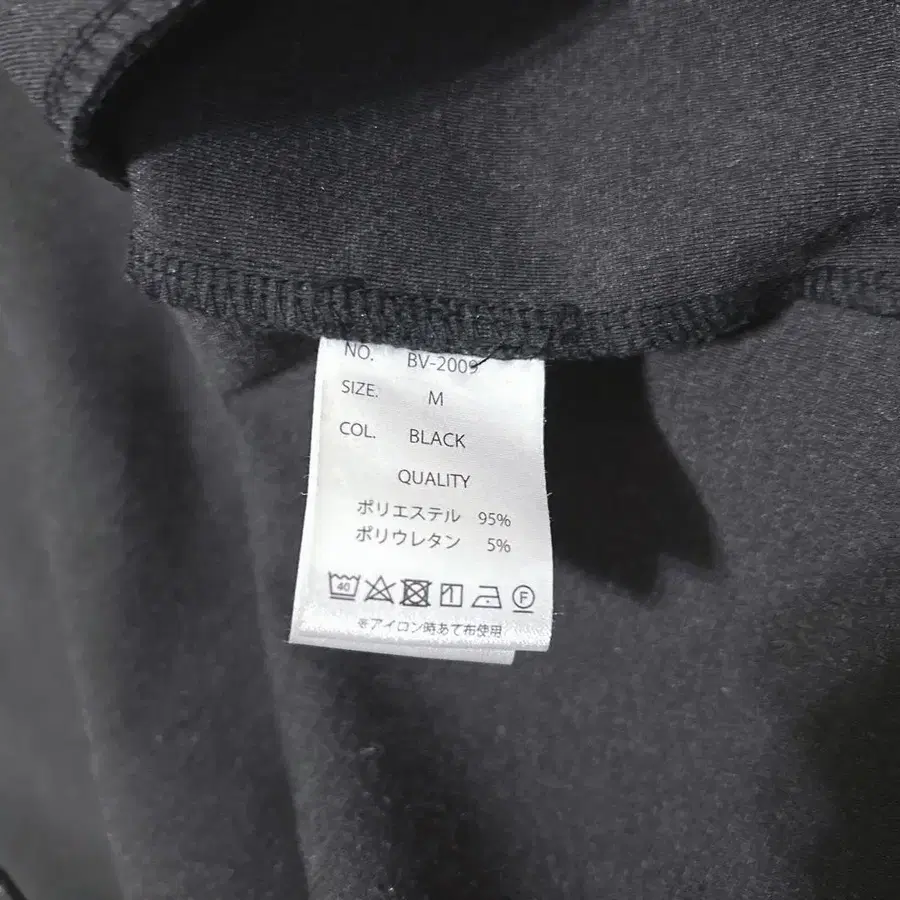 NO. BV-2009
SIZE. M
COL. BLACK
QUALITY
ポリエステル 95%
ポリウレタン 5%
40 F
※アイロン時あて布使用